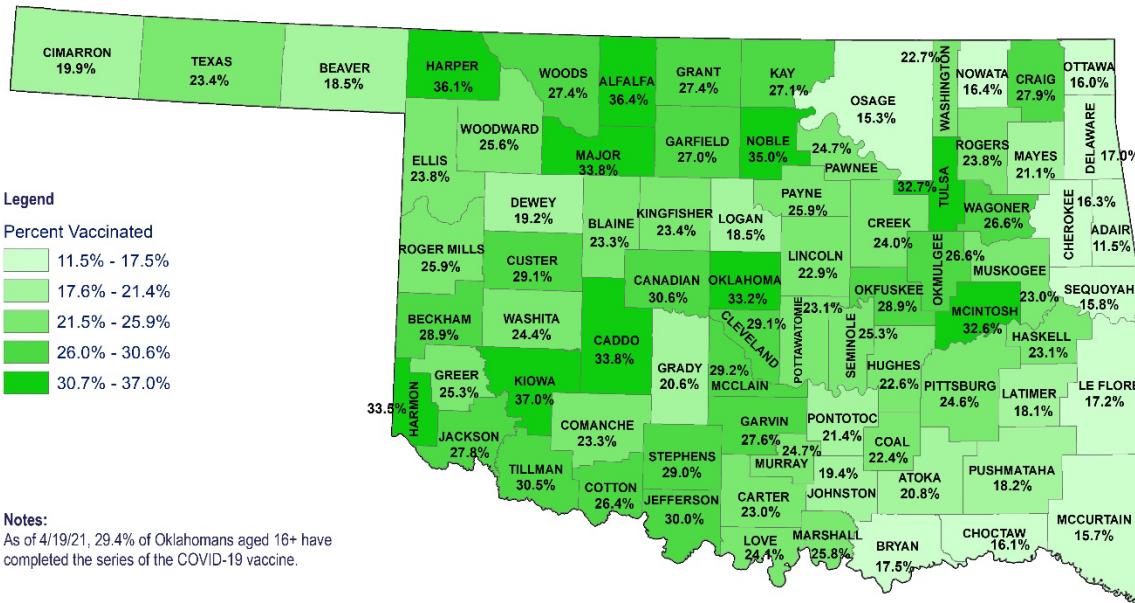 CIMARRON
19.9%
TEXAS
23.4%
BEAVER
18.5%
HARPER
36.1%
WOODS
27.4%
ALFALFA
36.4%
GRANT
27.4%
KAY
27.1%
OSAGE
15.3%
22.7%
WASHINGTON
NOWATA
16.4%
CRAIG
27.9%
OTTAWA
16.0%
DELAWARE
17.0%
WOODWARD
25.6%
ELLIS
23.8%
MAJOR
33.8%
GARFIELD
27.0%
NOBLE
35.0%
24.7%
PAWNEE
32.7%
TULSA
ROGERS
23.8%
MAYES
21.1%
Legend
Percent Vaccinated
11.5% - 17.5%
17.6% - 21.4%
21.5% - 25.9%
26.0% - 30.6%
30.7% - 37.0%
DEWEY
19.2%
BLAINE
23.3%
KINGFISHER
23.4%
LOGAN
18.5%
PAYNE
25.9%
CREEK
24.0%
WAGONER
26.6%
CHEROKEE
16.3%
ADAIR
11.5%
ROGER MILLS
25.9%
CUSTER
29.1%
CANADIAN
30.6%
OKLAHOMA
33.2%
LINCOLN
22.9%
OKFUSKEE
28.9%
OKMULGEE
26.6%
MUSKOGEE
23.0%
SEQUOYAH
15.8%
BECKHAM
28.9%
WASHITA
24.4%
CADDO
33.8%
GRADY
20.6%
29.1%
CLEVELAND
29.2%
MCCLAIN
23.1%
POTTAWATOMIE
SEMINOLE
25.3%
HUGHES
22.6%
MCINTOSH
32.6%
HASKELL
23.1%
PITTSBURG
24.6%
LATIMER
18.1%
LE FLORE
17.2%
33.5%
HARMON
GREER
25.3%
KIOWA
37.0%
JACKSON
27.8%
COMANCHE
23.3%
TILLMAN
30.5%
COTTON
26.4%
STEPHENS
29.0%
JEFFERSON
30.0%
GARVIN
27.6%
24.7%
MURRAY
PONTOTOC
21.4%
COAL
22.4%
19.4%
JOHNSTON
ATOKA
20.8%
PUSHMATAHA
18.2%
CARTER
23.0%
LOVE
24.1%
MARSHALL
25.8%
BRYAN
17.5%
CHOCTAW
16.1%
MCCURTAIN
15.7%
Notes:
As of 4/19/21, 29.4% of Oklahomans aged 16+ have
completed the series of the COVID-19 vaccine.